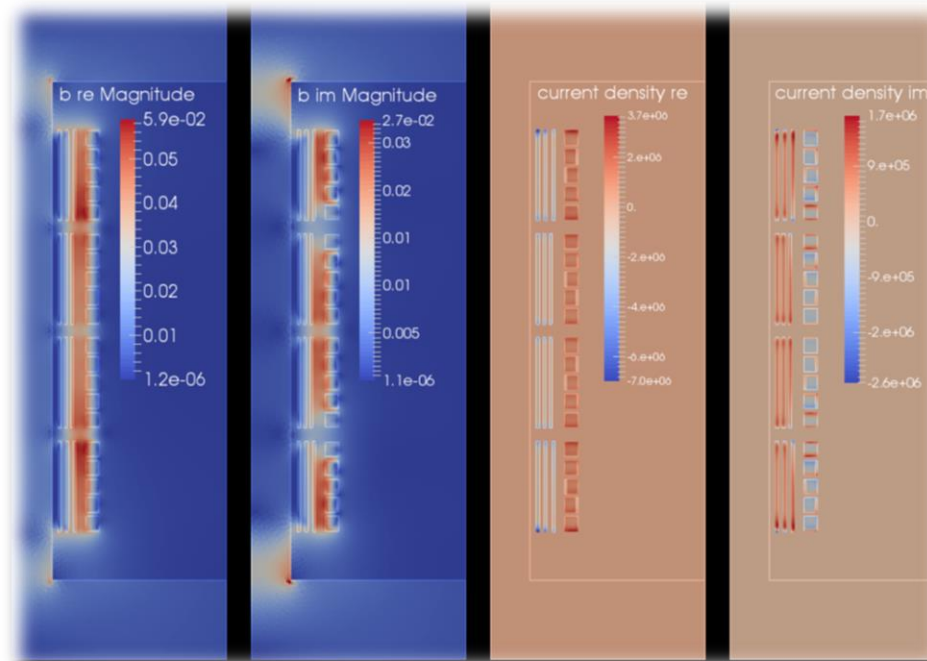 b re Magnitude
5.9e-02
0.05
0.04
0.03
0.02
0.01
1.2e-06
b im Magnitude
2.7e-02
0.03
0.02
0.01
0.01
0.005
1.1e-06
current density re
3.7e+06
2.e+06
0.
-2.e+06
-4.e+06
-6.e+06
-7.0e+06
current density im
1.7e+06
9.e+05
0.
-9.e+05
-2.e+06
-2.6e+06